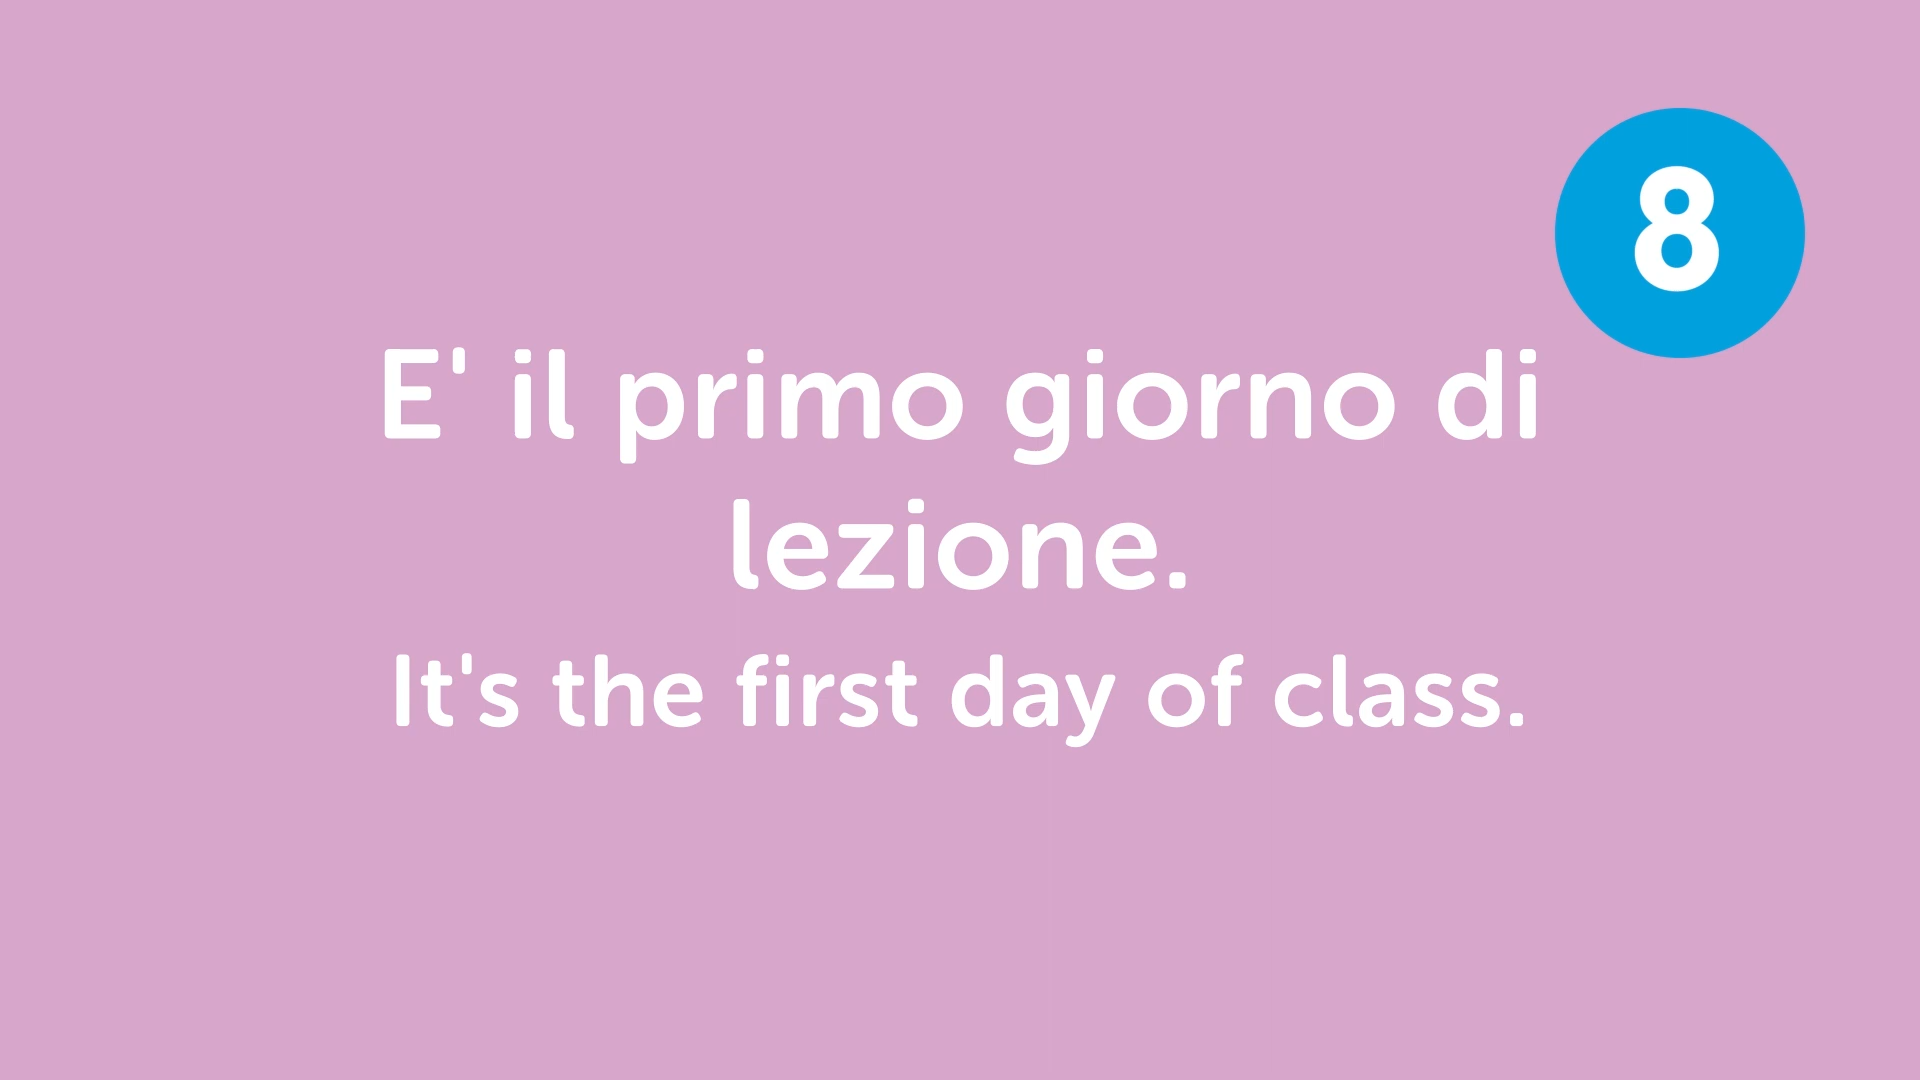 8
E' il primo giorno di
lezione.
It's the first day of class.